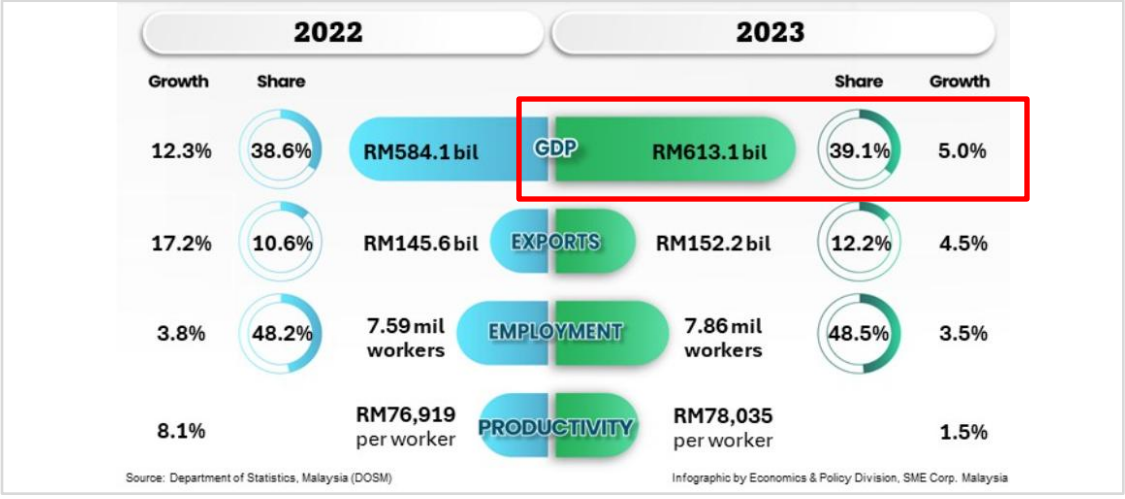 2022 2023
Growth Share Share Growth
12.3% 38.6% RM584.1 bil GDP RM613.1 bil 39.1% 5.0%
17.2% 10.6% RM145.6 bil EXPORTS RM152.2 bil 12.2% 4.5%
3.8% 48.2% 7.59 mil workers EMPLOYMENT 7.86 mil workers 48.5% 3.5%
8.1% RM76,919 per worker PRODUCTIVITY RM78,035 per worker 1.5%
Source: Department of Statistics, Malaysia (DOSM) Infographic by Economics & Policy Division, SME Corp. Malaysia